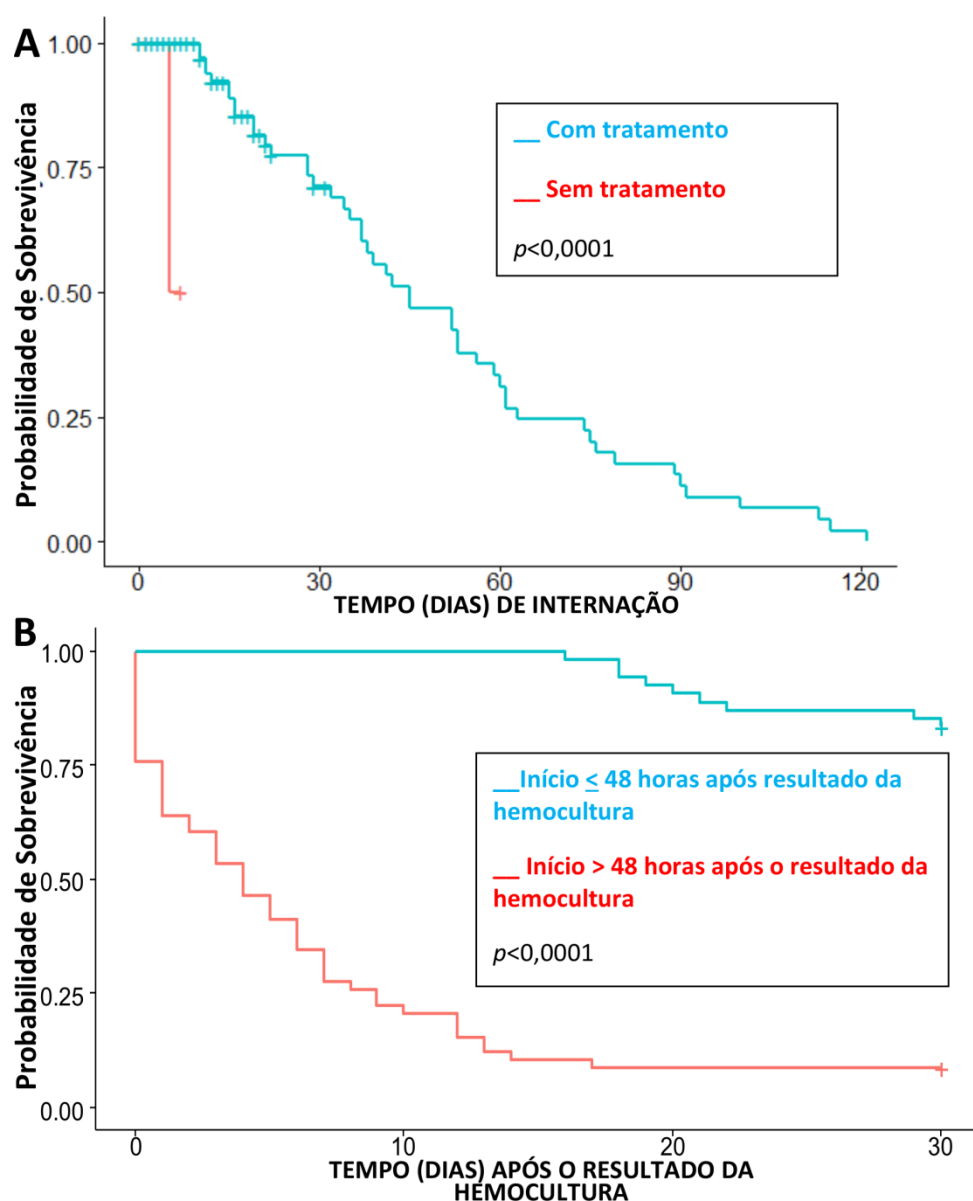 A
Probabilidade de Sobrevivência
1.00
0.75
0.50
0.25
0.00
__ Com tratamento
__ Sem tratamento
p<0,0001
0 30 60 90 120
TEMPO (DIAS) DE INTERNAÇÃO
B
Probabilidade de Sobrevivência
1.00
0.75
0.50
0.25
0.00
__Início ≤ 48 horas após resultado da
hemocultura
__ Início > 48 horas após o resultado da
hemocultura
p<0,0001
0 10 20 30
TEMPO (DIAS) APÓS O RESULTADO DA
HEMOCULTURA